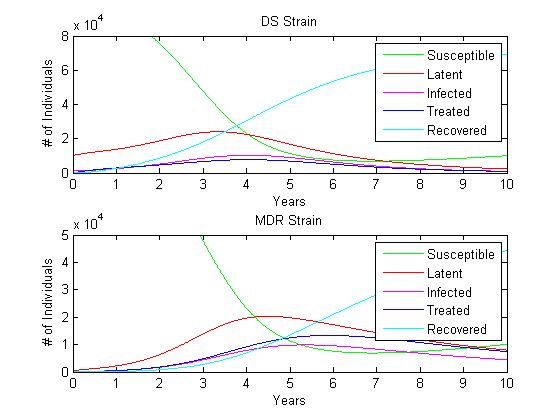 DS Strain
x 10^4
8
6
4
2
0
# of Individuals
Susceptible
Latent
Infected
Treated
Recovered
0 1 2 3 4 5 6 7 8 9 10
Years
MDR Strain
x 10^4
5
4
3
2
1
0
# of Individuals
Susceptible
Latent
Infected
Treated
Recovered
0 1 2 3 4 5 6 7 8 9 10
Years